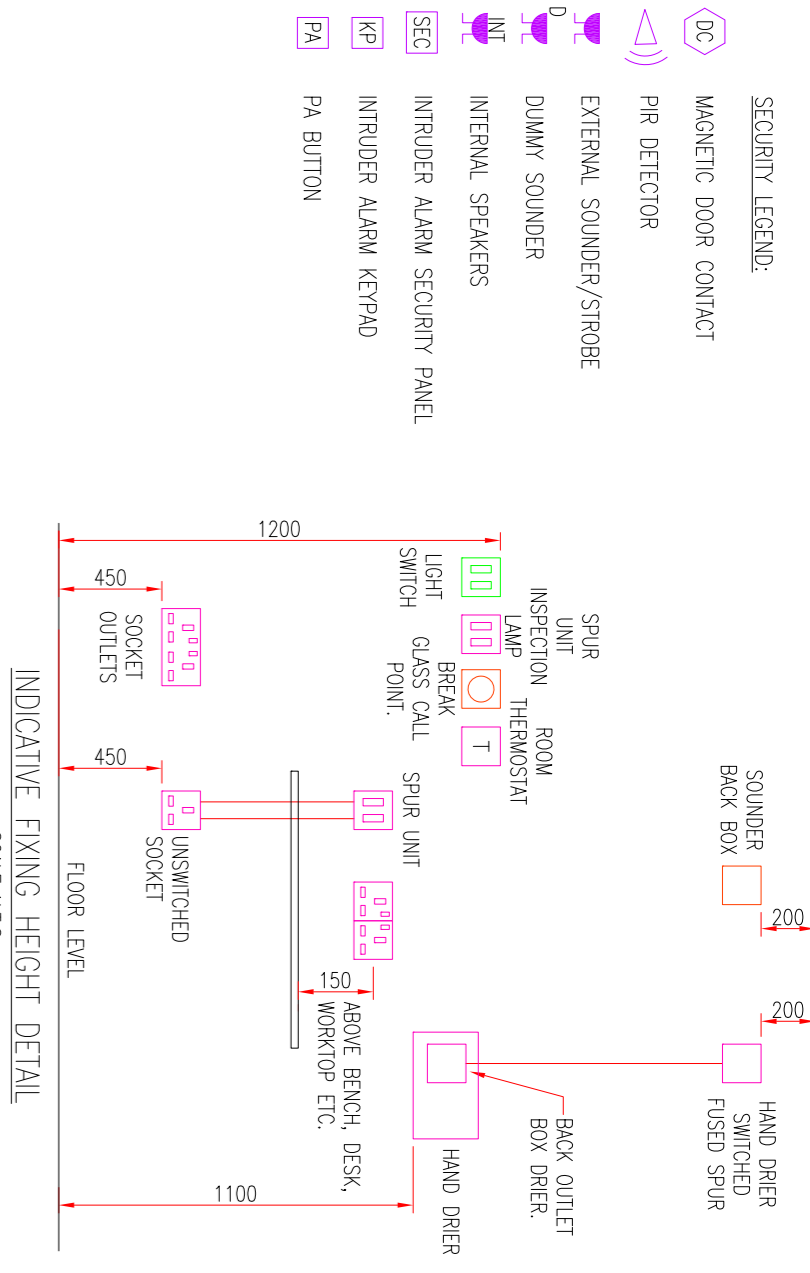 SECURITY LEGEND:
DC
MAGNETIC DOOR CONTACT
PIR DETECTOR
EXTERNAL SOUNDER/STROBE
D
DUMMY SOUNDER
INT
INTERNAL SPEAKERS
SEC
INTRUDER ALARM SECURITY PANEL
KP
INTRUDER ALARM KEYPAD
PA
PA BUTTON
200
200
SOUNDER
BACK BOX
HAND DRIER
SWITCHED
FUSED SPUR
1200
LIGHT
SWITCH
SPUR
UNIT
INSPECTION
LAMP
BREAK
GLASS CALL
POINT.
ROOM
THERMOSTAT
T
SPUR UNIT
BACK OUTLET
BOX DRIER.
HAND DRIER
150
ABOVE BENCH, DESK,
WORKTOP ETC.
450
SOCKET
OUTLETS
450
UNSWITCHED
SOCKET
1100
FLOOR LEVEL
INDICATIVE FIXING HEIGHT DETAIL